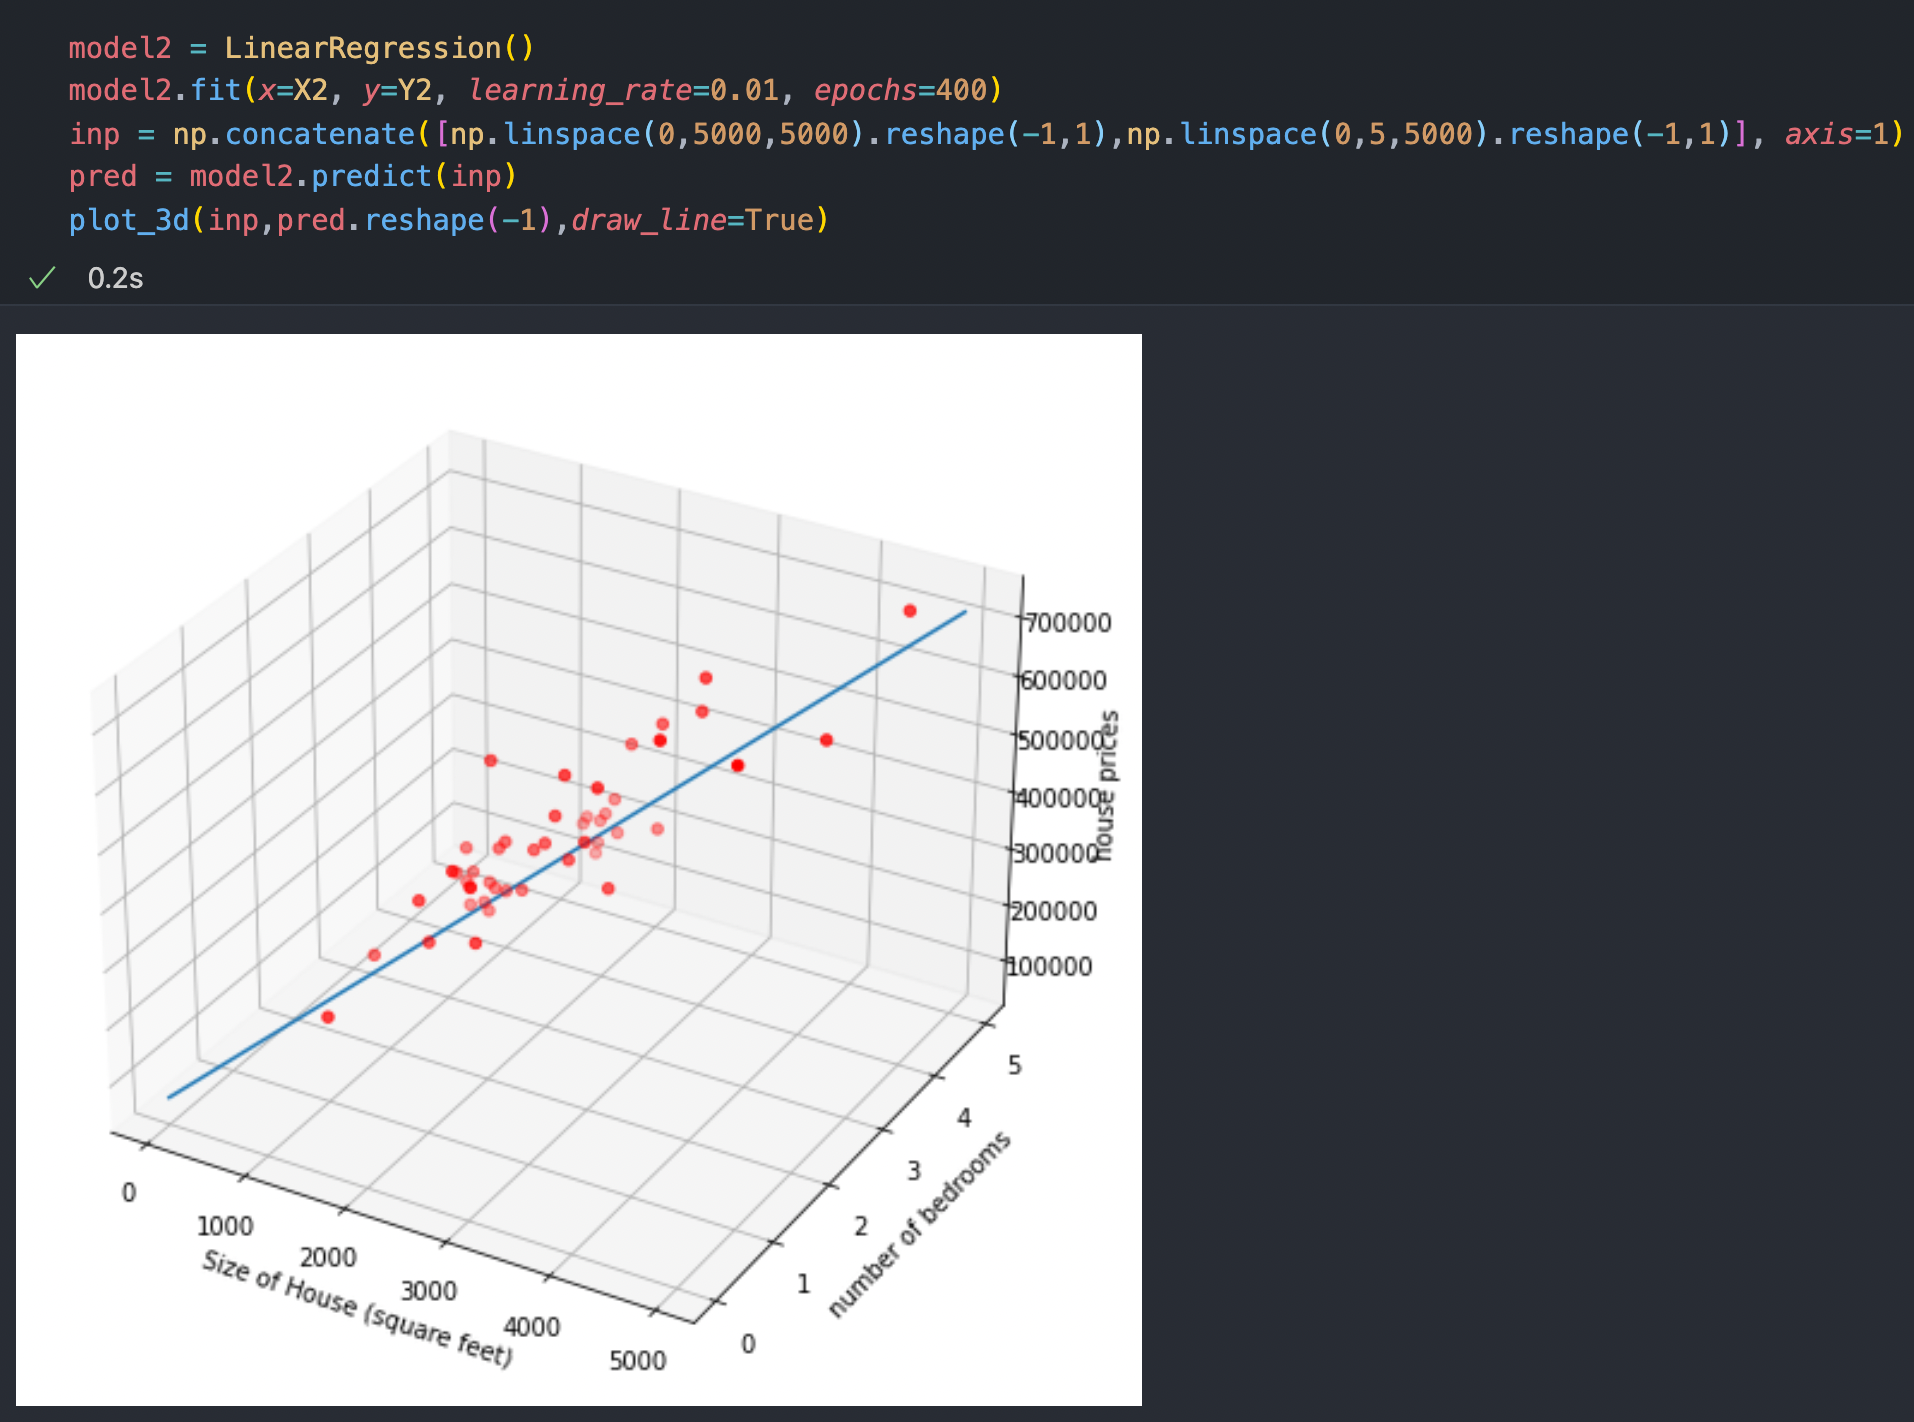 model2 = LinearRegression()
model2.fit(x=X2, y=Y2, learning_rate=0.01, epochs=400)
inp = np.concatenate([np.linspace(0,5000,5000).reshape(-1,1),np.linspace(0,5,5000).reshape(-1,1)], axis=1)
pred = model2.predict(inp)
plot_3d(inp,pred.reshape(-1),draw_line=True)
0.2s
700000
600000
500000
400000
300000
200000
100000
house prices
5
4
3
2
1
0
number of bedrooms
0
1000
2000
3000
4000
5000
Size of House (square feet)